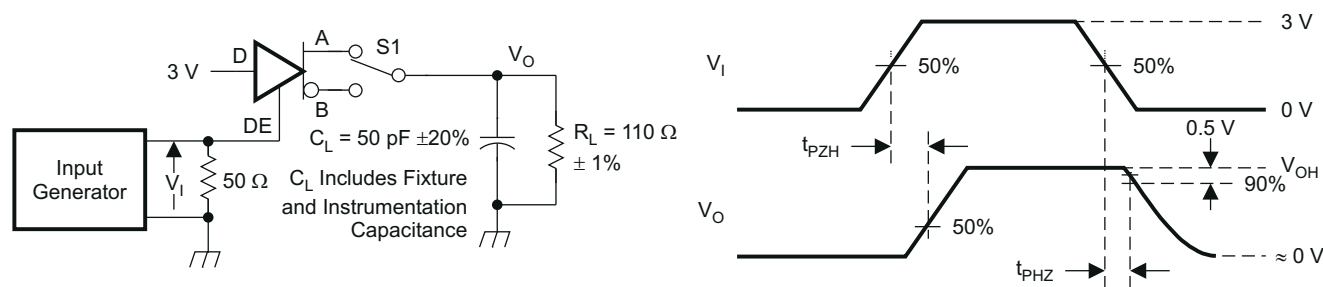 A
S1
D
3 V
B
DE
V_O
Input
Generator
V_I
50 Ω
C_L = 50 pF ±20%
C_L Includes Fixture
and Instrumentation
Capacitance
R_L = 110 Ω
± 1%
V_I
50%
50%
3 V
0 V
t_PZH
0.5 V
V_OH
90%
V_O
50%
≈ 0 V
t_PHZ